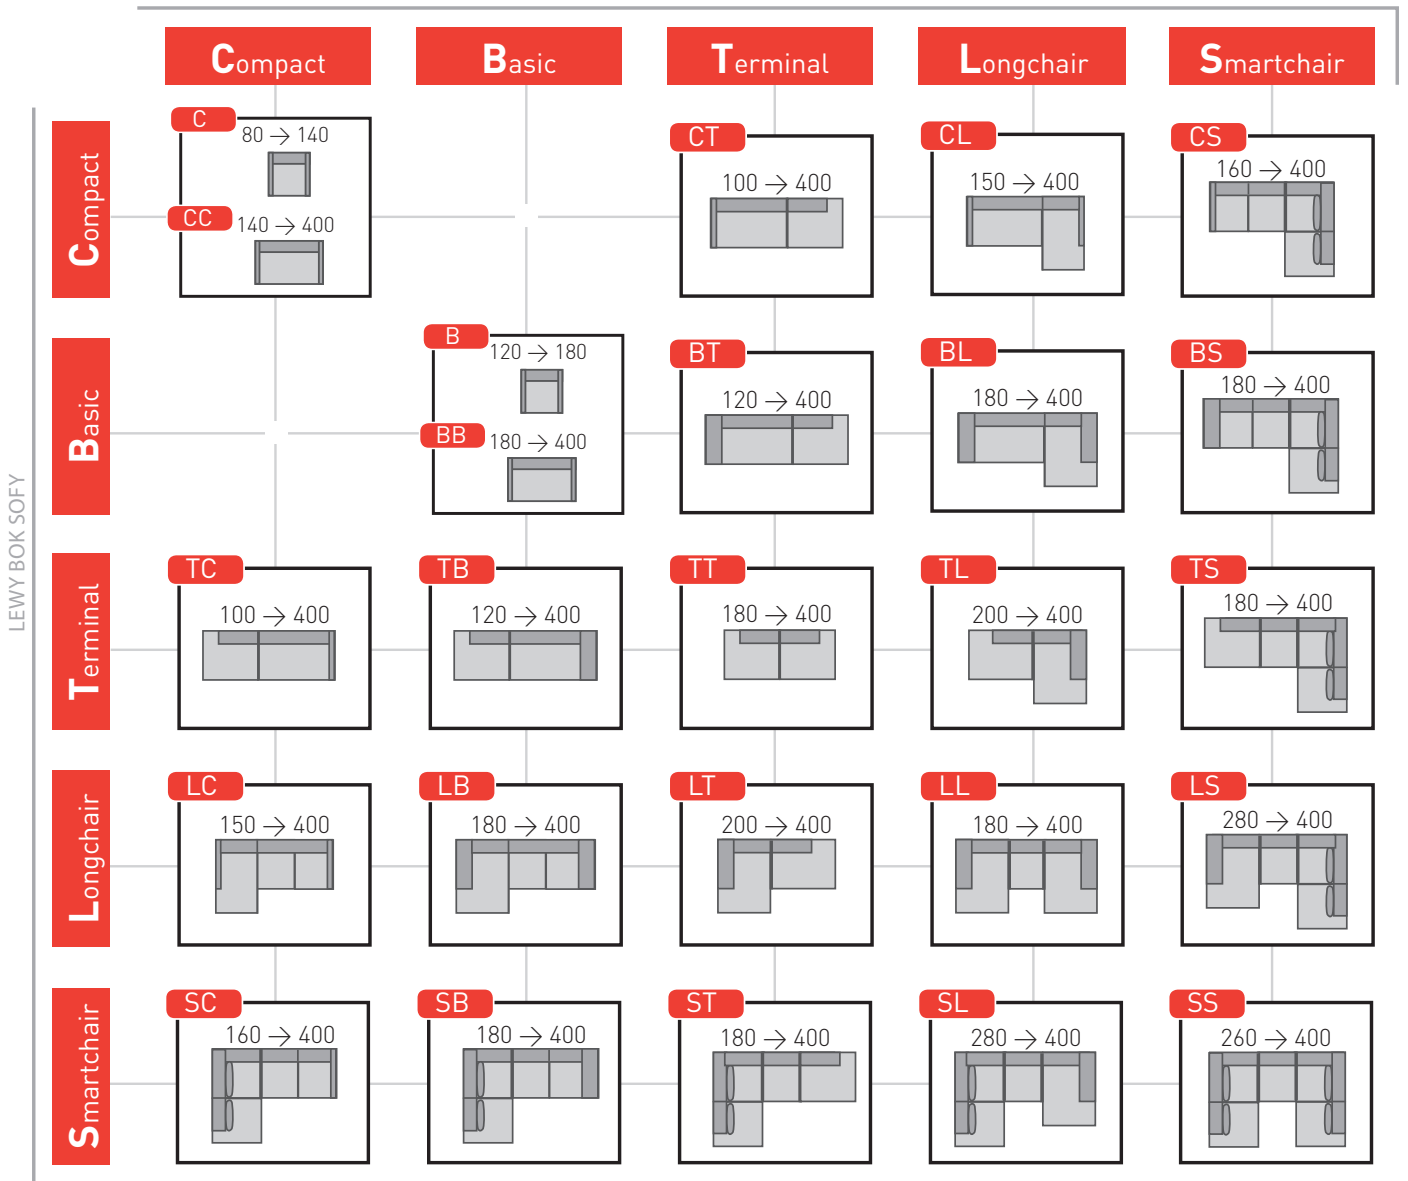 Compact
Basic
Terminal
Longchair
Smartchair
LEWY BOK SOFY
Compact
C
80 → 140
CC
140 → 400
CT
100 → 400
CL
150 → 400
CS
160 → 400
Basic
B
120 → 180
BB
180 → 400
BT
120 → 400
BL
180 → 400
BS
180 → 400
Terminal
TC
100 → 400
TB
120 → 400
TT
180 → 400
TL
200 → 400
TS
180 → 400
Longchair
LC
150 → 400
LB
180 → 400
LT
200 → 400
LL
180 → 400
LS
280 → 400
Smartchair
SC
160 → 400
SB
180 → 400
ST
180 → 400
SL
280 → 400
SS
260 → 400